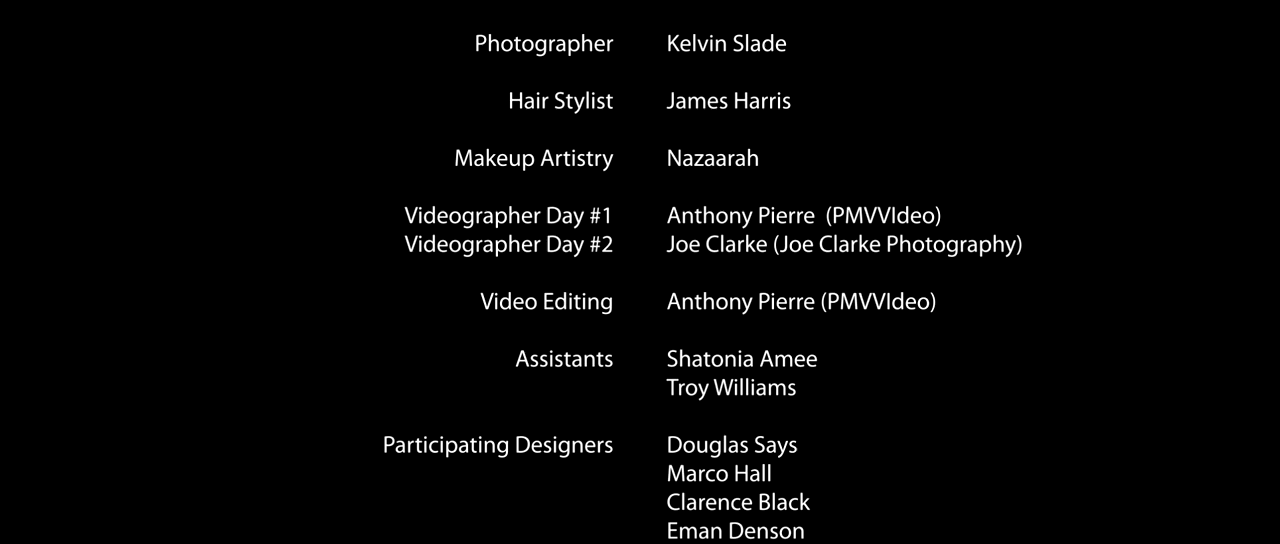 Photographer Kelvin Slade
Hair Stylist James Harris
Makeup Artistry Nazaarah
Videographer Day #1 Anthony Pierre (PMVVIdeo)
Videographer Day #2 Joe Clarke (Joe Clarke Photography)
Video Editing Anthony Pierre (PMVVIdeo)
Assistants Shatonia Amee
Troy Williams
Participating Designers Douglas Says
Marco Hall
Clarence Black
Eman Denson